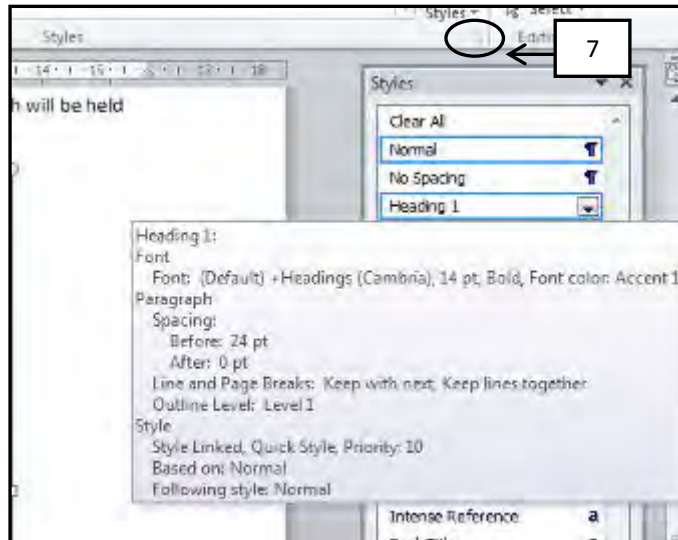 Styles
Styles
7
Styles
h will be held
Clear All
Normal ¶
No Spacing ¶
Heading 1
Heading 1:
Font
Font: (Default) +Headings (Cambria), 14 pt, Bold, Font color: Accent 1
Paragraph
Spacing:
Before: 24 pt
After: 0 pt
Line and Page Breaks: Keep with next, Keep lines together
Outline Level: Level 1
Style
Style Linked, Quick Style, Priority: 10
Based on: Normal
Following style: Normal
Intense Reference a